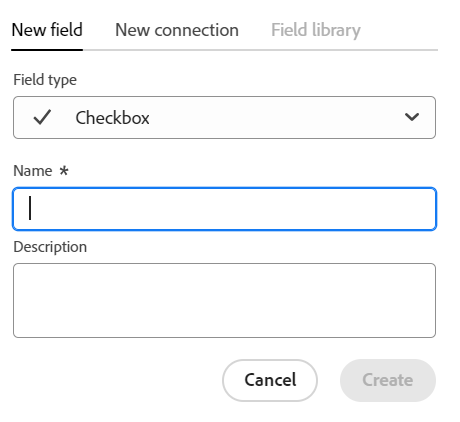 New field New connection Field library
Field type
Checkbox
Name *
Description
Cancel Create